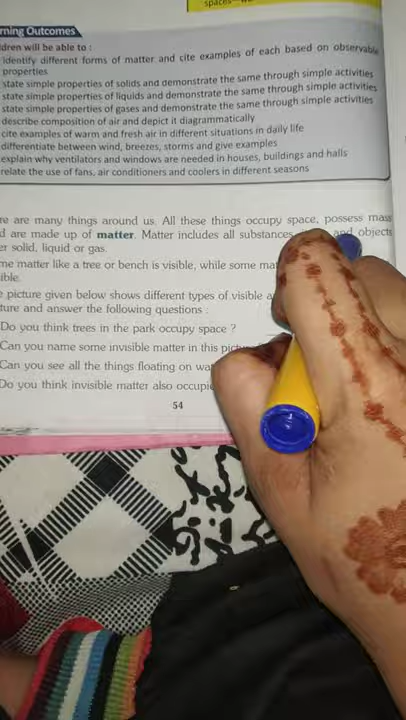 spaces
rning Outcomes
dren will be able to :
identify different forms of matter and cite examples of each based on observable
properties
state simple properties of solids and demonstrate the same through simple activities
state simple properties of liquids and demonstrate the same through simple activities
state simple properties of gases and demonstrate the same through simple activities
describe composition of air and depict it diagrammatically
cite examples of warm and fresh air in different situations in daily life
differentiate between wind, breezes, storms and give examples
explain why ventilators and windows are needed in houses, buildings and halls
relate the use of fans, air conditioners and coolers in different seasons
re are many things around us. All these things occupy space, possess mass
d are made up of matter. Matter includes all substances and objects
er solid, liquid or gas.
me matter like a tree or bench is visible, while some
ible.
picture given below shows different types of visible
ture and answer the following questions :
Do you think trees in the park occupy space ?
Can you name some invisible matter in this
Can you see all the things floating on
Do you think invisible matter also
54